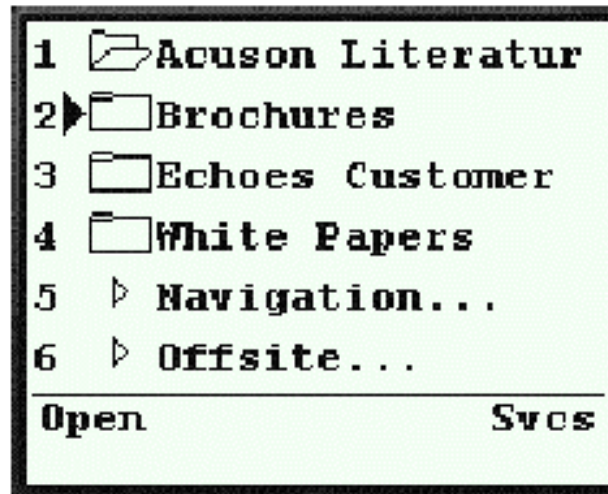 1 Acuson Literatur
2 Brochures
3 Echoes Customer
4 White Papers
5 Navigation...
6 Offsite...
Open Svcs